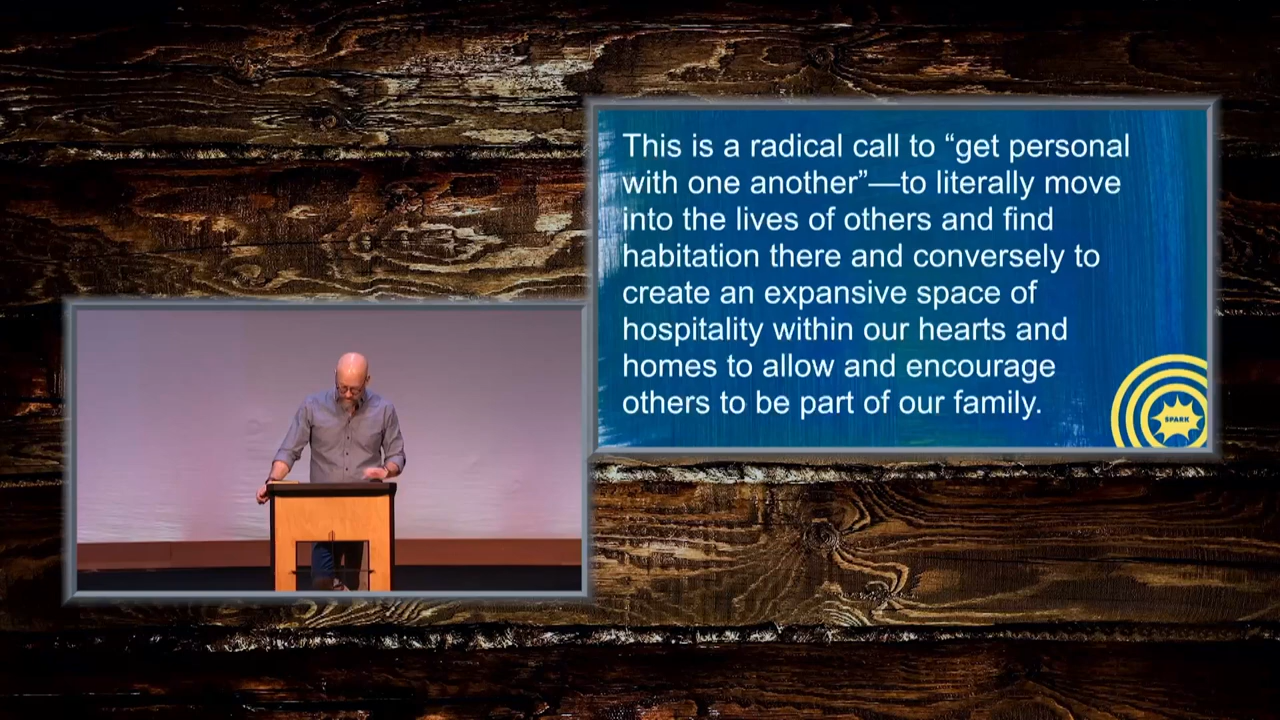 This is a radical call to “get personal
with one another”—to literally move
into the lives of others and find
habitation there and conversely to
create an expansive space of
hospitality within our hearts and
homes to allow and encourage
others to be part of our family.
SPARK